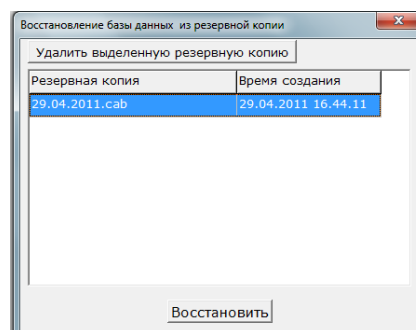 Восстановление базы данных из резервной копии
Удалить выделенную резервную копию
Резервная копия Время создания
29.04.2011.cab 29.04.2011 16.44.11
Восстановить